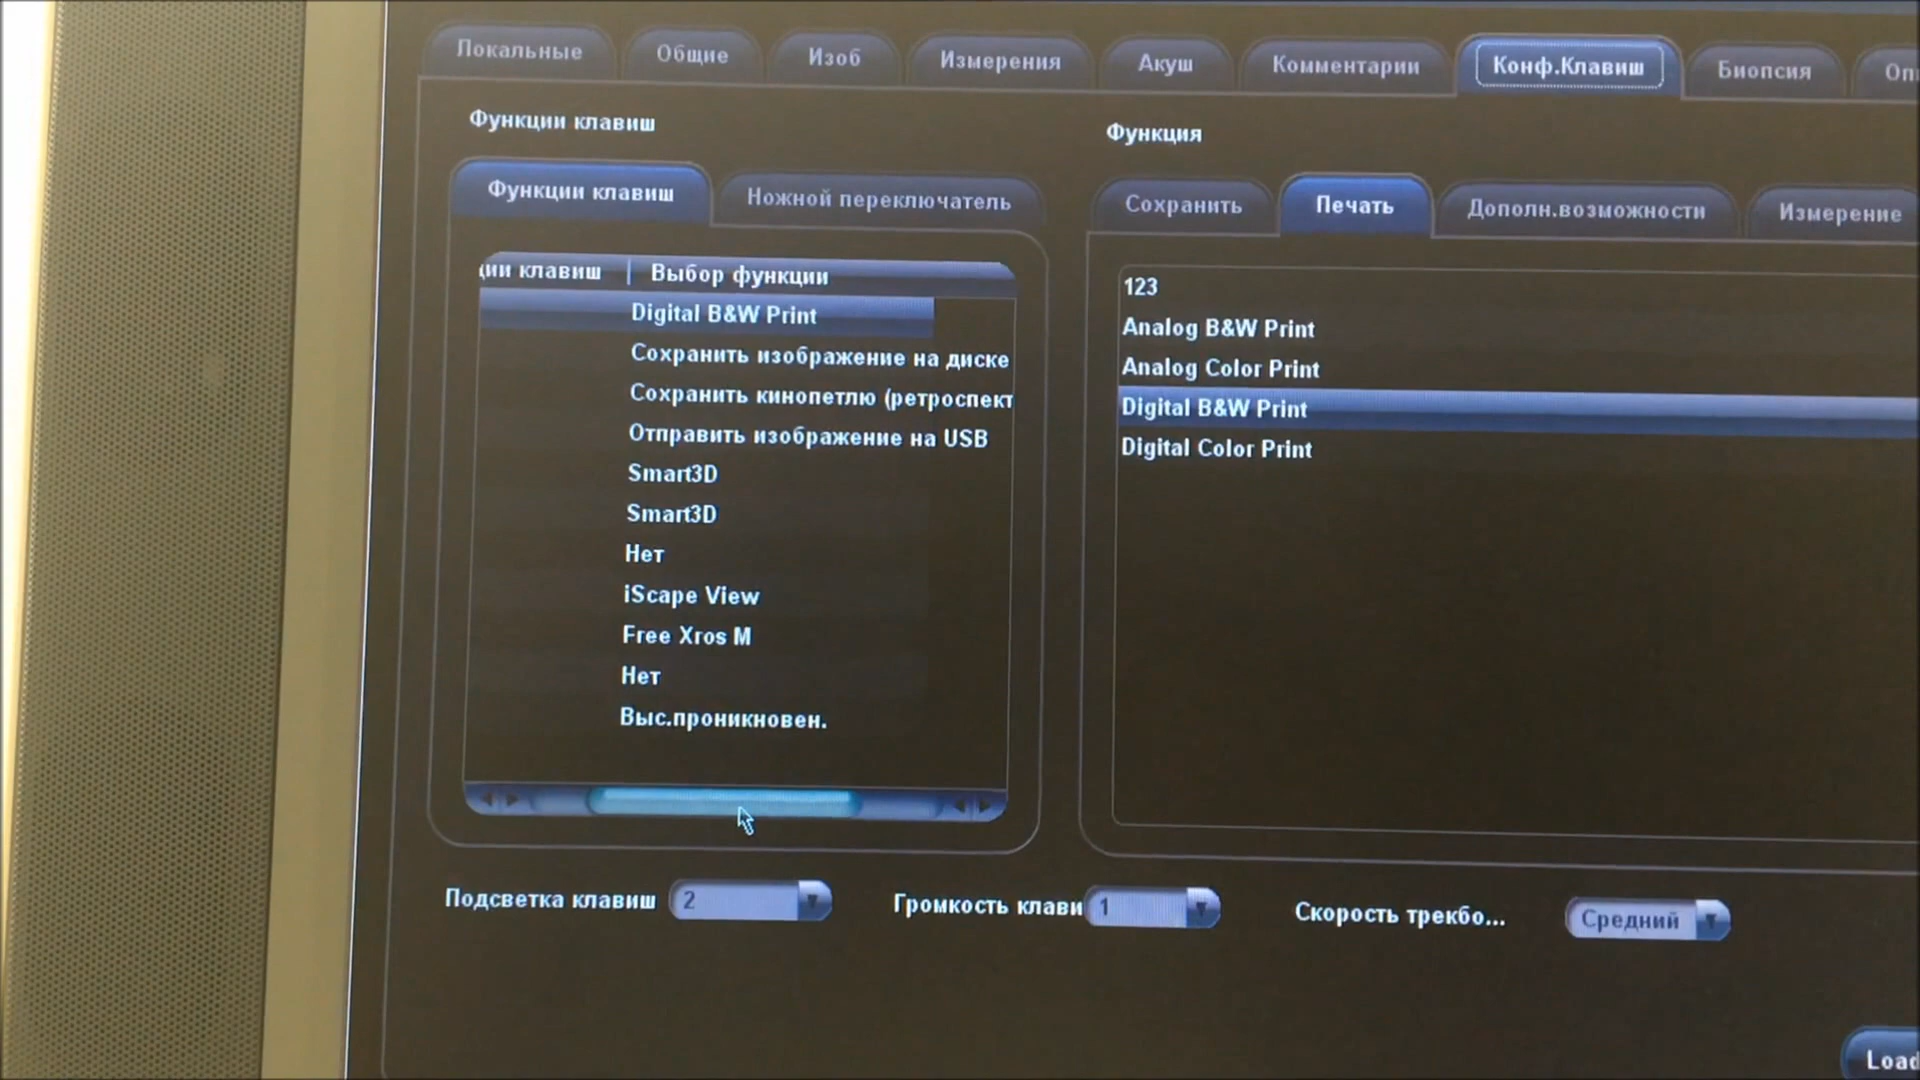 Локальные Общие Изоб Измерения Акуш Комментарии Конф.Клавиш Биопсия
Функции клавиш
Функция
Функции клавиш Ножной переключатель
Сохранить Печать Дополн.возможности Измерение
ции клавиш Выбор функции
Digital B&W Print
Сохранить изображение на диске
Сохранить кинопетлю (ретроспект
Отправить изображение на USB
Smart3D
Smart3D
Нет
iScape View
Free Xros M
Нет
Выс.проникновен.
123
Analog B&W Print
Analog Color Print
Digital B&W Print
Digital Color Print
Подсветка клавиш 2 Громкость клави 1 Скорость трекбо... Средний
Load